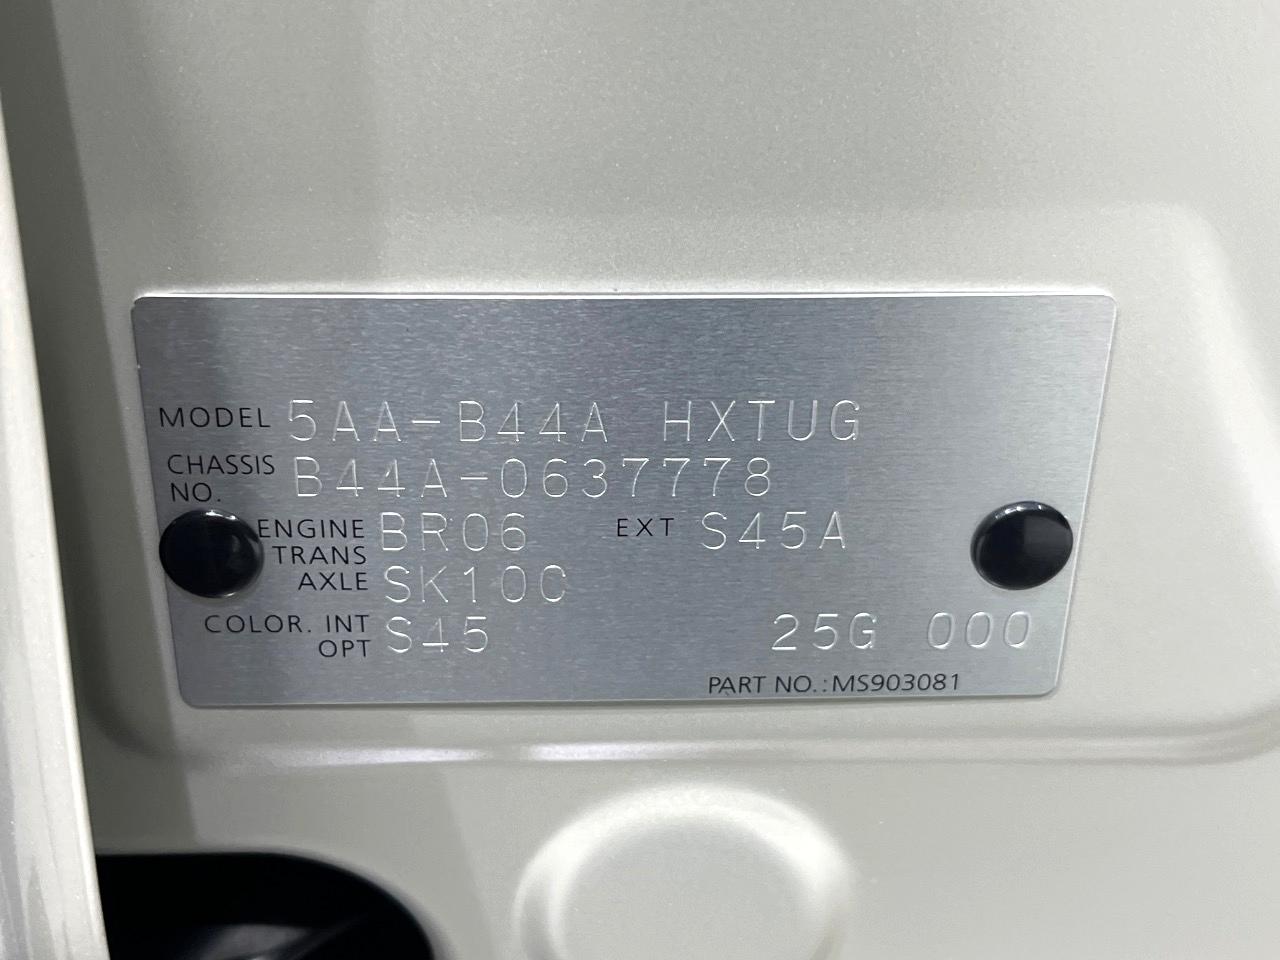 MODEL 5AA-B44A HXTUG
CHASSIS NO. B44A-0637778
ENGINE BR06 EXT S45A
TRANS AXLE SK10C
COLOR. INT OPT S45 25G 000
PART NO.: MS903081